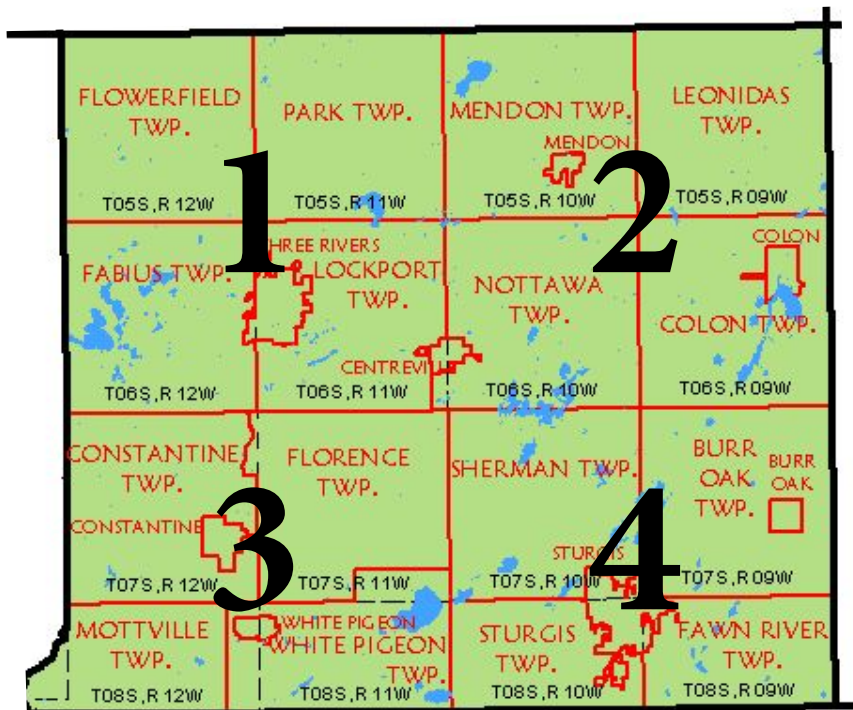 FLOWERFIELD
TWP.
T05S,R 12W
PARK TWP.
T05S,R 11W
MENDON TWP.
MENDON
T05S,R 10W
LEONIDAS
TWP.
T05S,R 09W
1
2
FABIUS TWP.
T06S,R 12W
HREE RIVERS
LOCKPORT
TWP.
CENTREVILL
T06S,R 11W
NOTTAWA
TWP.
T06S,R 10W
COLON
COLON TWP.
T06S,R 09W
CONSTANTINE
TWP.
CONSTANTINE
T07S,R 12W
FLORENCE
TWP.
T07S,R 11W
SHERMAN TWP.
STURGIS
T07S,R 10W
BURR
OAK
TWP.
BURR
OAK
T07S,R 09W
3
4
MOTTVILLE
TWP.
T08S,R 12W
WHITE PIGEON
WHITE PIGEON
TWP.
T08S,R 11W
STURGIS
TWP.
T08S,R 10W
FAWN RIVER
TWP.
T08S,R 09W